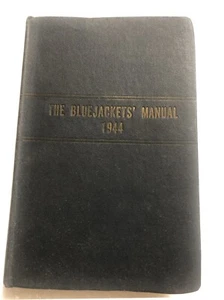 THE BLUEJACKETS' MANUAL
1944